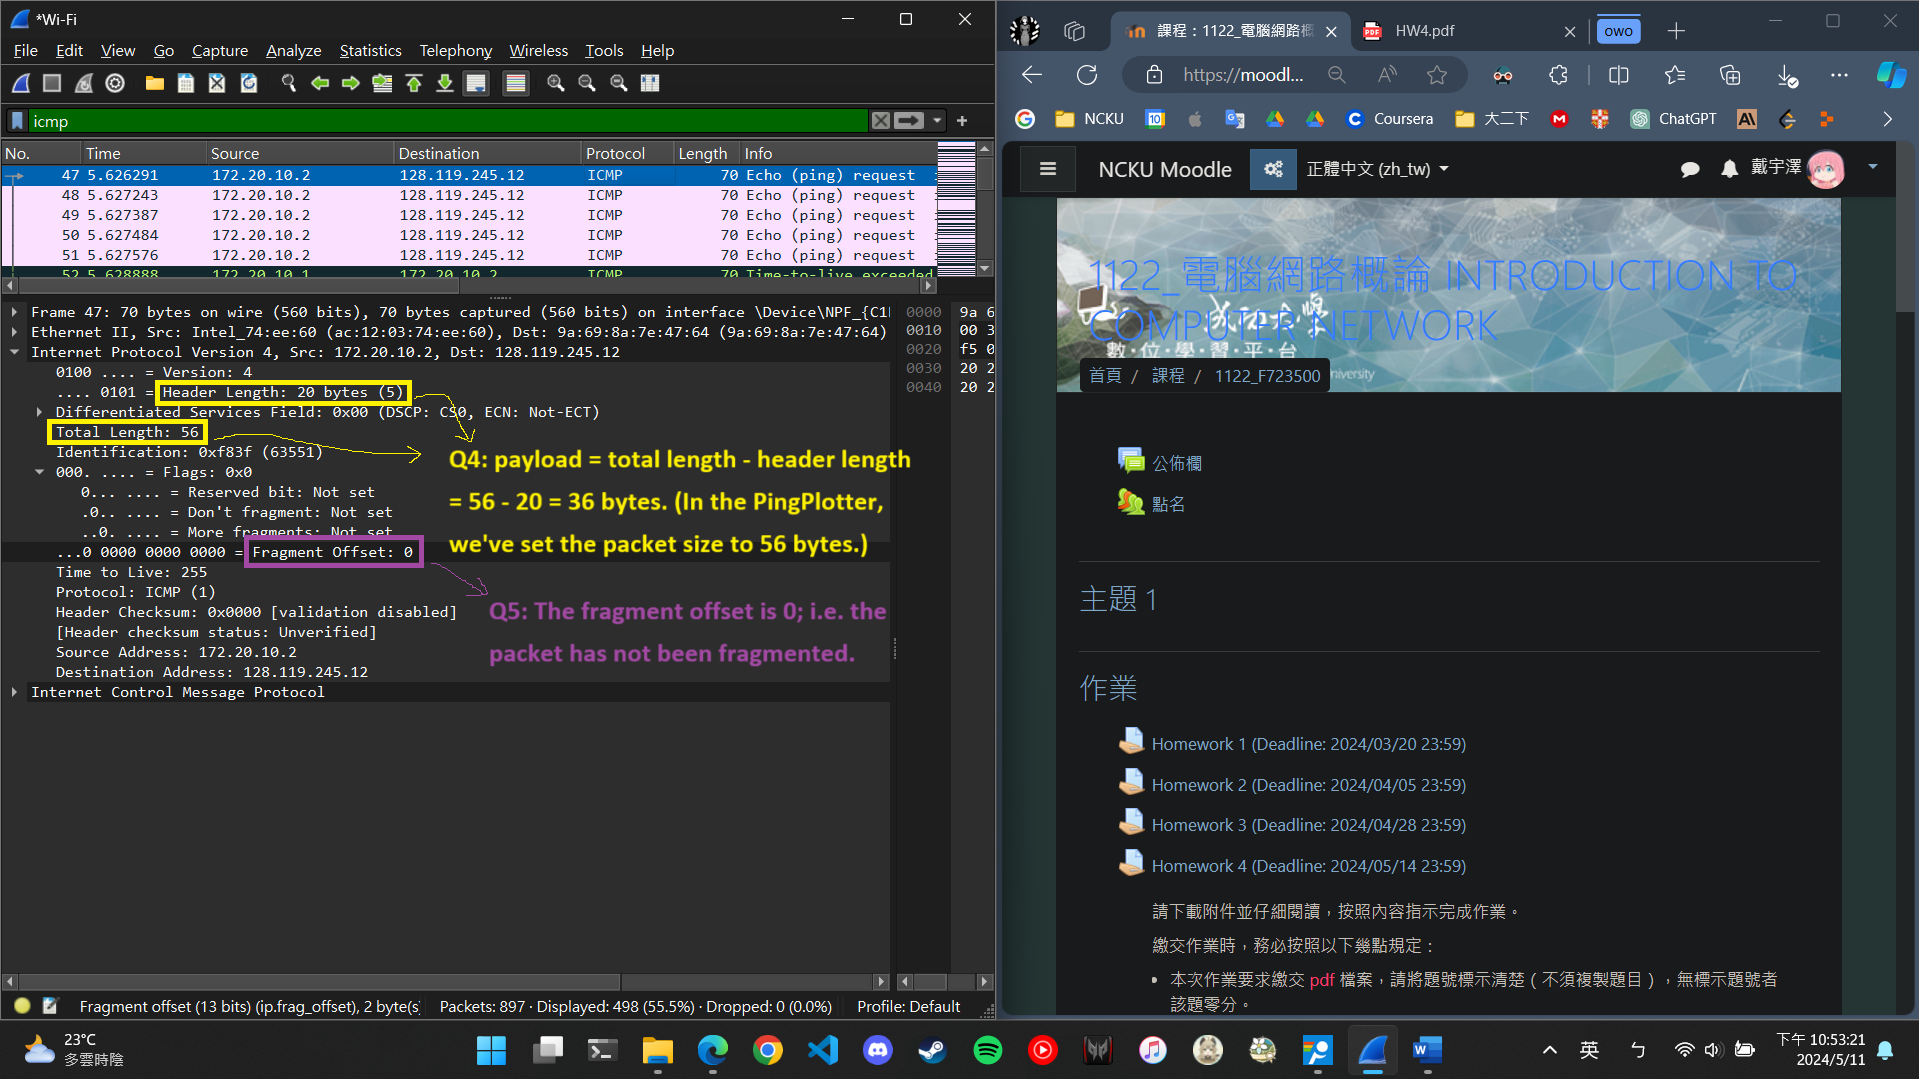 *Wi-Fi
File Edit View Go Capture Analyze Statistics Telephony Wireless Tools Help
icmp
No. Time Source Destination Protocol Length Info
47 5.626291 172.20.10.2 128.119.245.12 ICMP 70 Echo (ping) request
48 5.627243 172.20.10.2 128.119.245.12 ICMP 70 Echo (ping) request
49 5.627387 172.20.10.2 128.119.245.12 ICMP 70 Echo (ping) request
50 5.627484 172.20.10.2 128.119.245.12 ICMP 70 Echo (ping) request
51 5.627576 172.20.10.2 128.119.245.12 ICMP 70 Echo (ping) request
52 5.628888 172.20.10.1 172.20.10.2 ICMP 70 Time-to-live exceeded
Frame 47: 70 bytes on wire (560 bits), 70 bytes captured (560 bits) on interface \Device\NPF_{C1
Ethernet II, Src: Intel_74:ee:60 (ac:12:03:74:ee:60), Dst: 9a:69:8a:7e:47:64 (9a:69:8a:7e:47:64)
Internet Protocol Version 4, Src: 172.20.10.2, Dst: 128.119.245.12
0100 .... = Version: 4
.... 0101 = Header Length: 20 bytes (5)
Differentiated Services Field: 0x00 (DSCP: CS0, ECN: Not-ECT)
Total Length: 56
Identification: 0xf83f (63551)
000. .... = Flags: 0x0
0... .... = Reserved bit: Not set
.0.. .... = Don't fragment: Not set
..0. .... = More fragments: Not set
...0 0000 0000 0000 = Fragment Offset: 0
Time to Live: 255
Protocol: ICMP (1)
Header Checksum: 0x0000 [validation disabled]
[Header checksum status: Unverified]
Source Address: 172.20.10.2
Destination Address: 128.119.245.12
Internet Control Message Protocol
Q4: payload = total length - header length
= 56 - 20 = 36 bytes. (In the PingPlotter,
we've set the packet size to 56 bytes.)
Q5: The fragment offset is 0; i.e. the
packet has not been fragmented.
0000 9a 6
0010 00 3
0020 f5 0
0030 20 2
0040 20 2
Fragment offset (13 bits) (ip.frag_offset), 2 byte(s
Packets: 897 · Displayed: 498 (55.5%) · Dropped: 0 (0.0%)
Profile: Default
課程：1122_電腦網路概
HW4.pdf
owo
https://moodl...
NCKU
Coursera
大二下
ChatGPT
NCKU Moodle
正體中文 (zh_tw)
戴宇澤
1122_電腦網路概論 INTRODUCTION TO
COMPUTER NETWORK
數·位·學·習·平·台
niversity
首頁 / 課程 / 1122_F723500
公佈欄
點名
主題 1
作業
Homework 1 (Deadline: 2024/03/20 23:59)
Homework 2 (Deadline: 2024/04/05 23:59)
Homework 3 (Deadline: 2024/04/28 23:59)
Homework 4 (Deadline: 2024/05/14 23:59)
請下載附件並仔細閱讀，按照內容指示完成作業。
繳交作業時，務必按照以下幾點規定：
• 本次作業要求繳交 pdf 檔案，請將題號標示清楚（不須複製題目），無標示題號者
該題零分。
23°C
多雲時陰
英
ㄅ
下午 10:53:21
2024/5/11